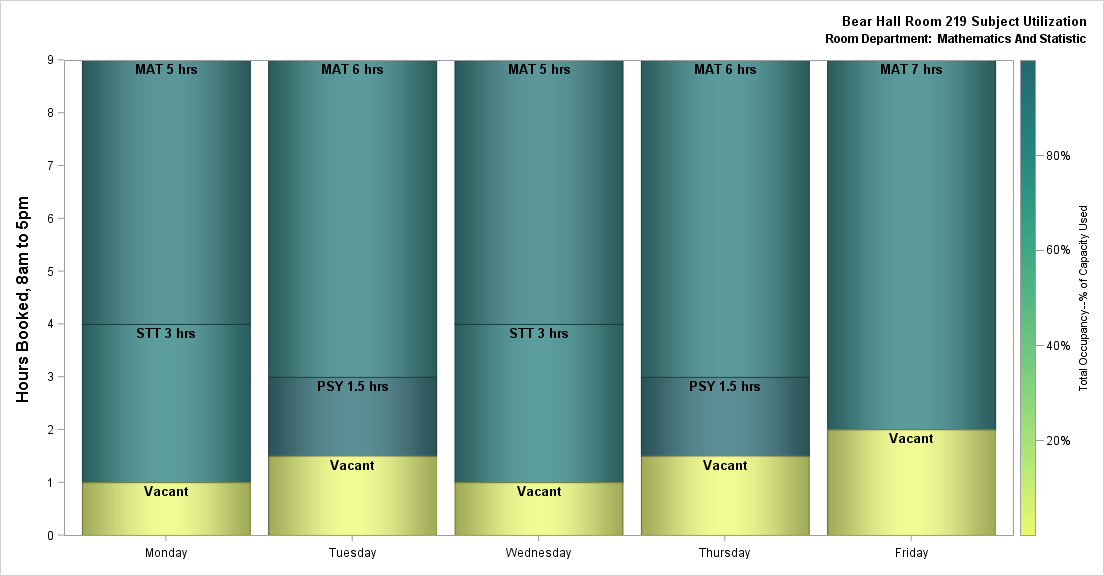 Bear Hall Room 219 Subject Utilization
Room Department: Mathematics And Statistic
Hours Booked, 8am to 5pm
9
8
7
6
5
4
3
2
1
0
MAT 5 hrs
STT 3 hrs
Vacant
MAT 6 hrs
PSY 1.5 hrs
Vacant
MAT 5 hrs
STT 3 hrs
Vacant
MAT 6 hrs
PSY 1.5 hrs
Vacant
MAT 7 hrs
Vacant
Monday
Tuesday
Wednesday
Thursday
Friday
80%
60%
40%
20%
Total Occupancy--% of Capacity Used